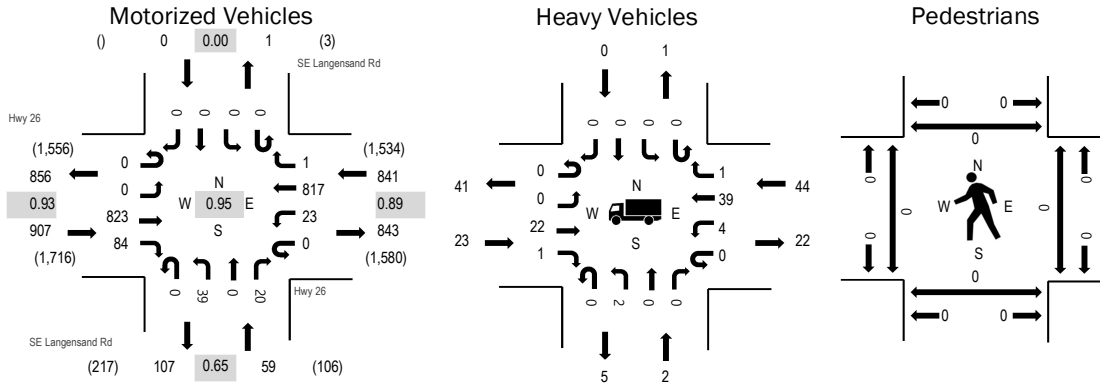 Motorized Vehicles
() 0 0.00 1 (3)
SE Langensand Rd
Hwy 26
0 0 0 0
(1,556) 0 1 (1,534)
856 0 817 841
0.93 N 0.89
W 0.95 E
S
907 823 23 843
(1,716) 84 0 (1,580)
0 39 0 20
Hwy 26
SE Langensand Rd
(217) 107 0.65 59 (106)
Heavy Vehicles
0 1
0 0 0 0
0 1
41 0 39 44
N
W E
S
23 22 4 22
1 0
0 2 0 0
5 2
Pedestrians
0 0
0
0 0
N
W E
S
0 0
0 0
0
0 0